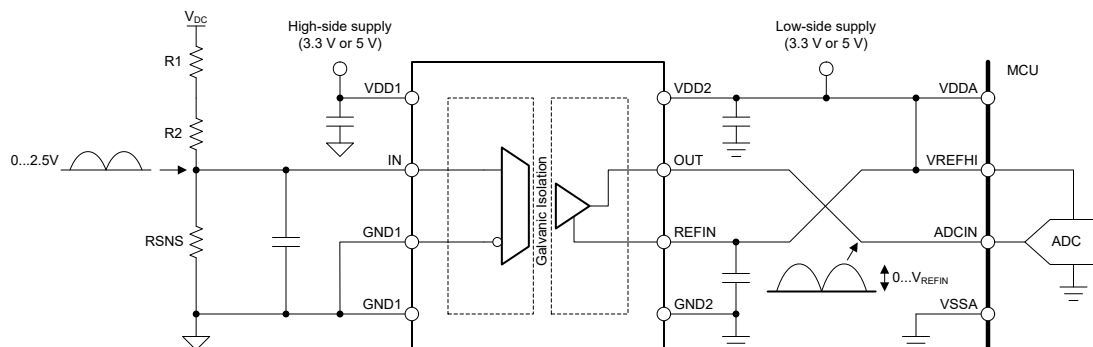 VDC
High-side supply
(3.3 V or 5 V)
Low-side supply
(3.3 V or 5 V)
R1
MCU
VDD1
VDD2
VDDA
R2
0...2.5V
IN
OUT
VREFHI
Galvanic Isolation
RSNS
GND1
REFIN
ADCIN
ADC
0...VREFIN
GND1
GND2
VSSA